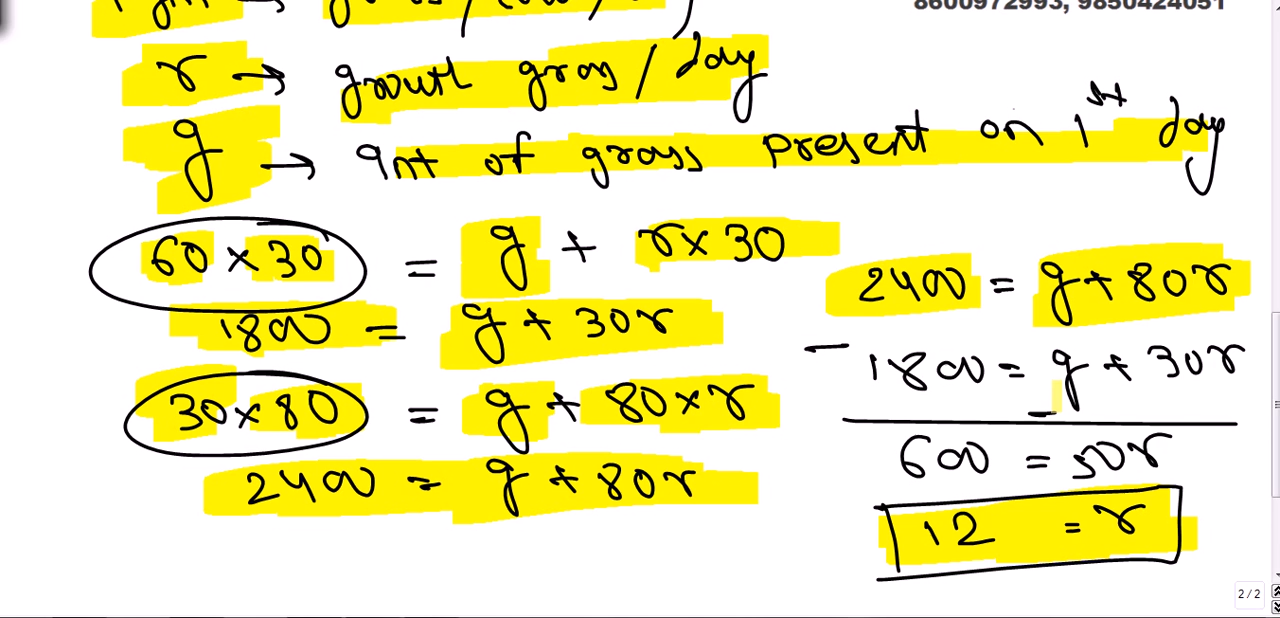 8600972993, 9850424051
r → growth gras / day
g → Amt of grass present on 1st day
60 × 30 = g + r × 30
1800 = g + 30r
30 × 80 = g + 80 × r
2400 = g + 80r
2400 = g + 80r
- 1800 = g + 30r
-
600 = 50r
12 = r
2 / 2